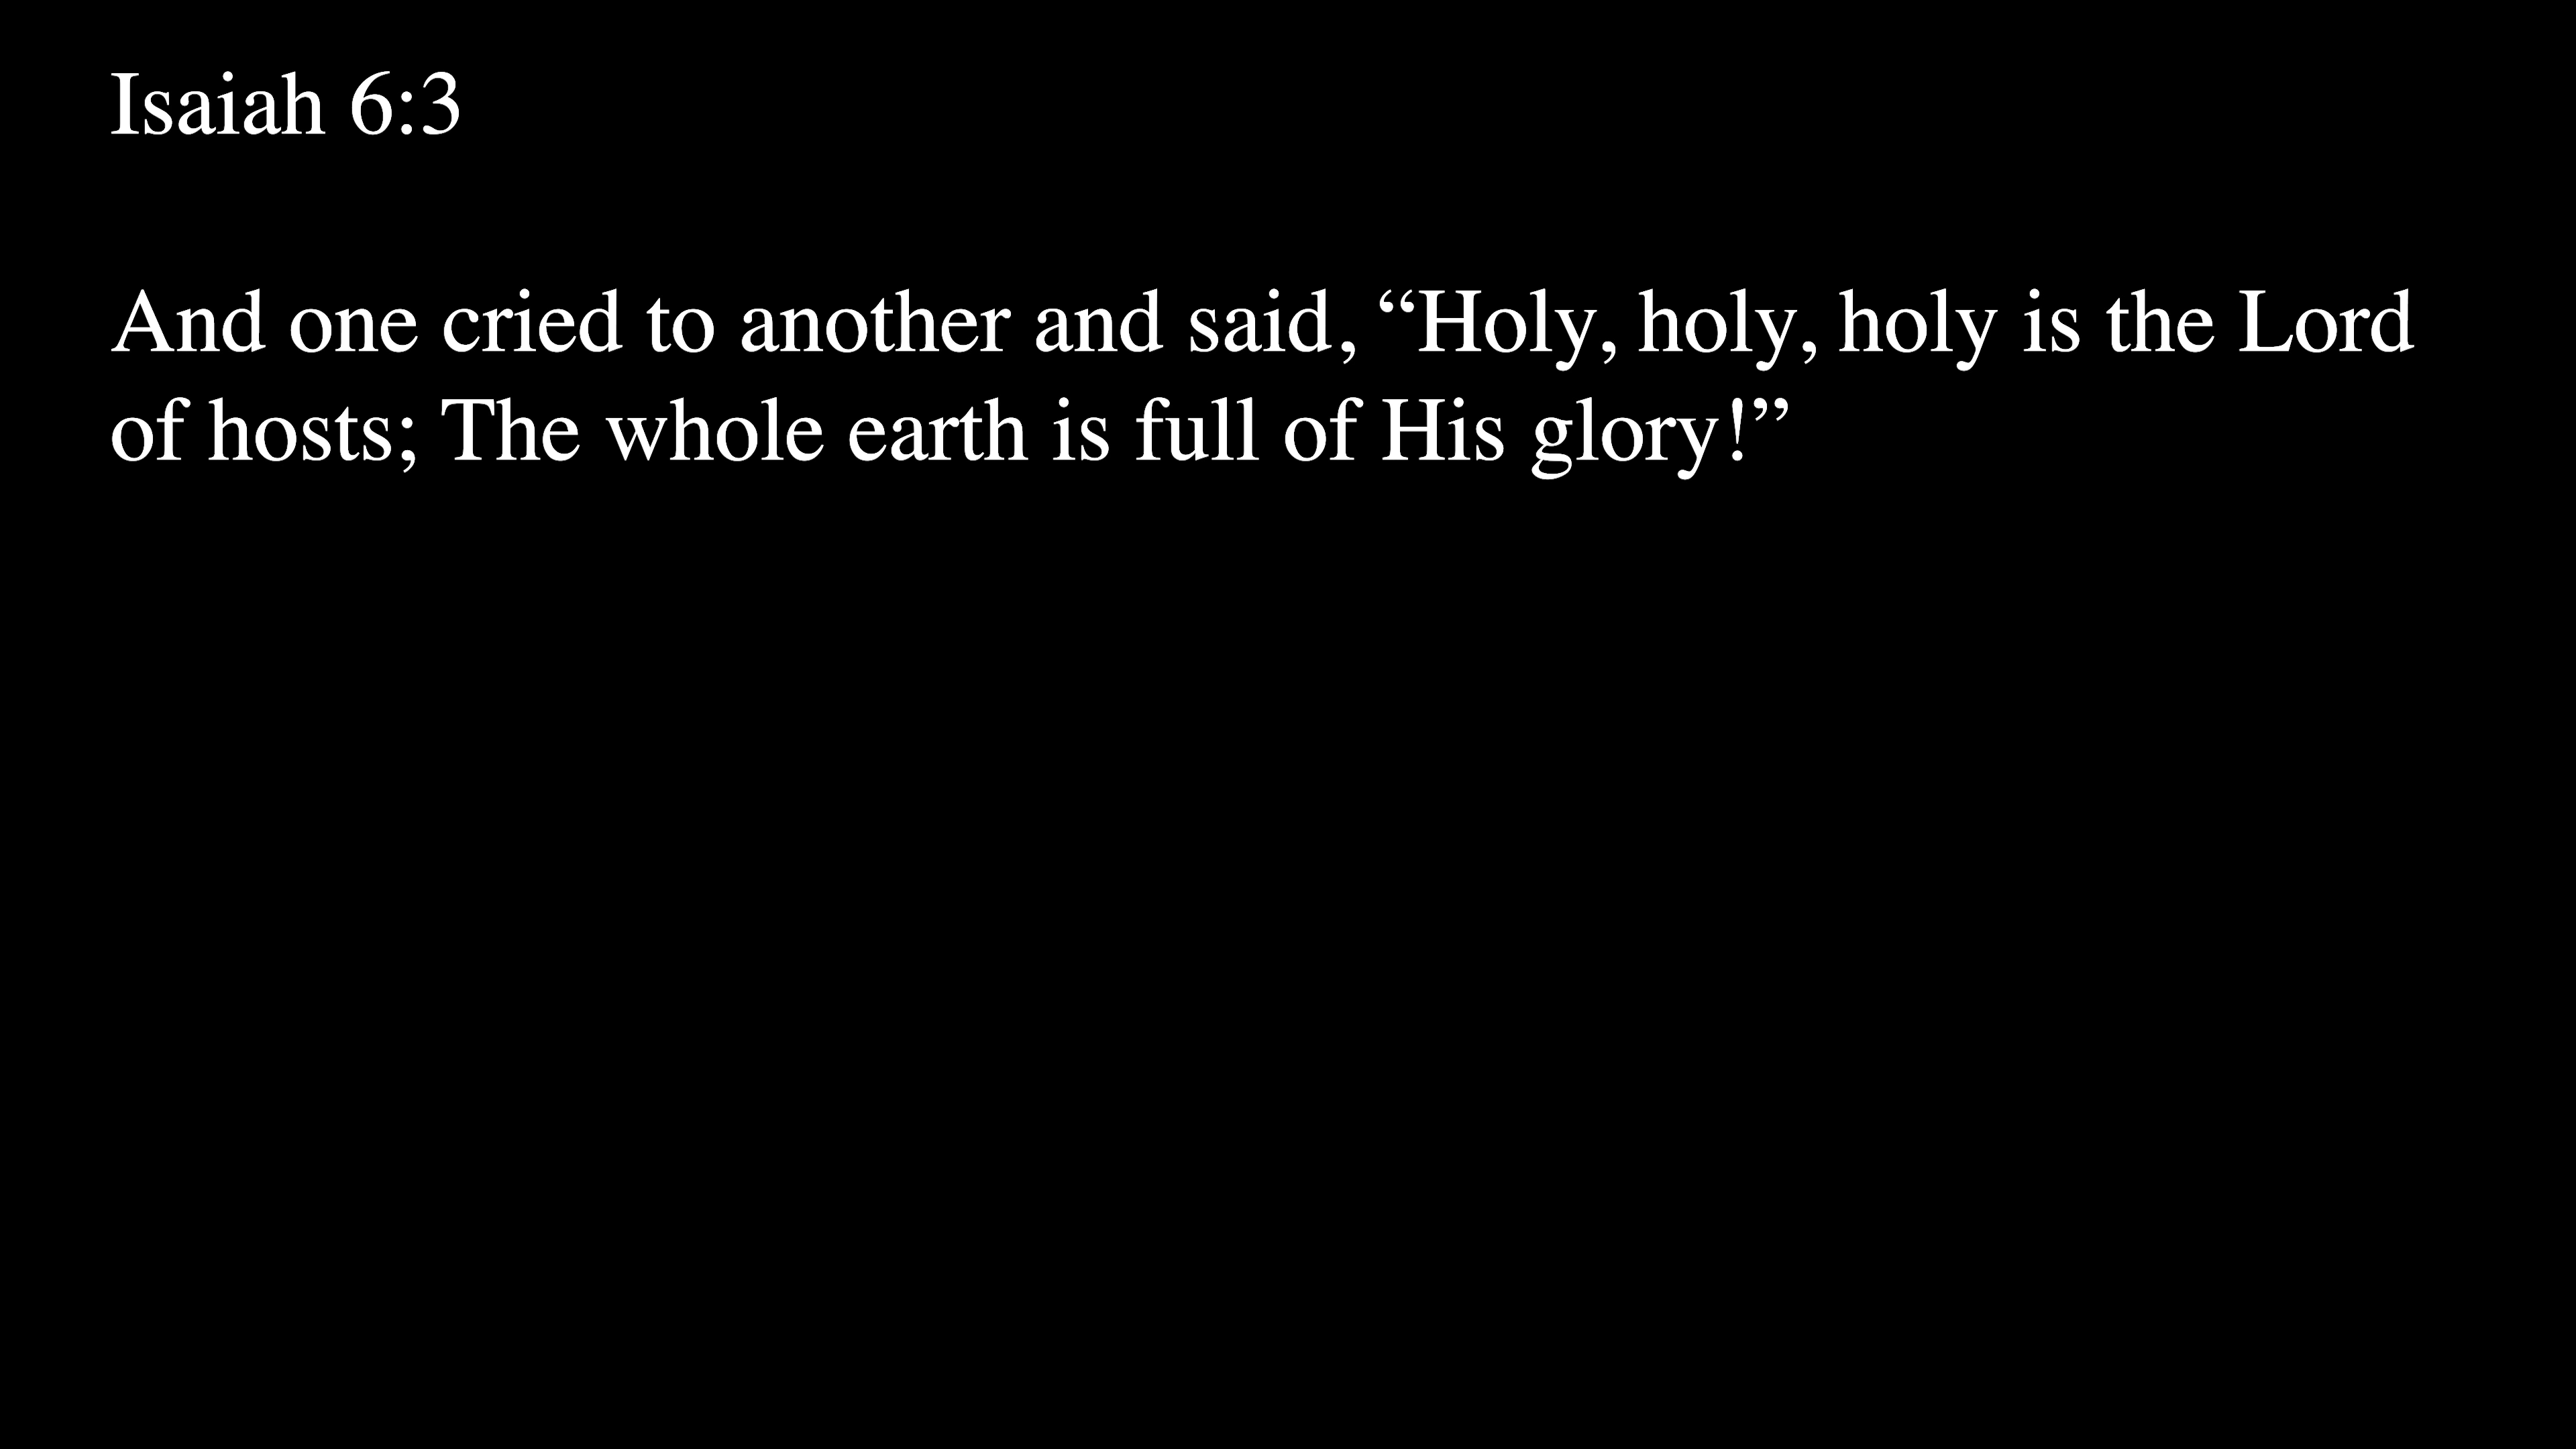 Isaiah 6:3
And one cried to another and said, “Holy, holy, holy is the Lord
of hosts; The whole earth is full of His glory!”